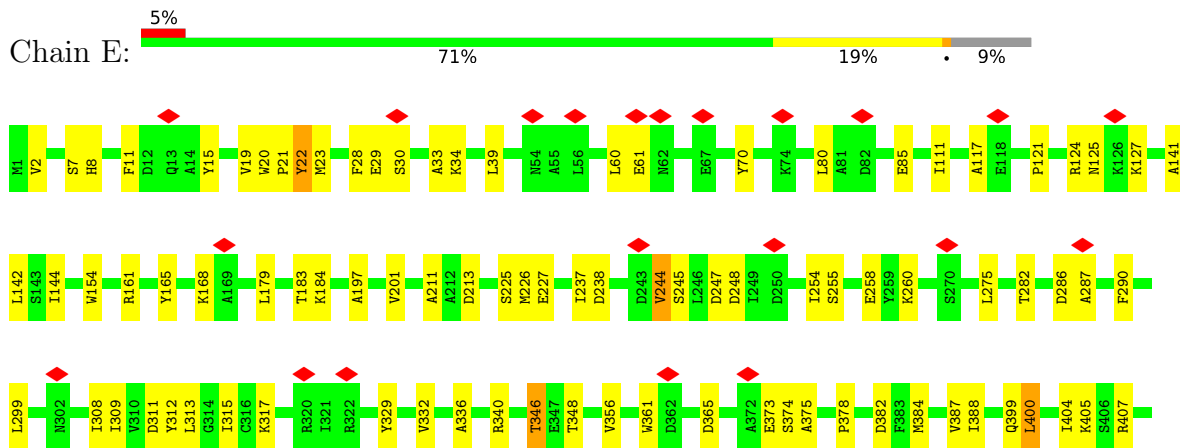 5%
Chain E:
71% 19% • 9%
M1 V2 S7 H8 F11 D12 Q13 A14 Y15 V19 W20 P21 Y22 M23 F28 E29 S30 A33 K34 L39 N54 A55 L56 L60 E61 N62 E67 Y70 K74 L80 A81 D82 E85 I111 A117 E118 P121 R124 N125 K126 K127 A141
L142 S143 I144 W154 R161 Y165 K168 A169 L179 T183 K184 A197 V201 A211 A212 D213 S225 M226 E227 I237 D238 D243 V244 S245 L246 D247 D248 I249 D250 I254 S255 E258 Y259 K260 S270 L275 T282 D286 A287 F290
L299 N302 I308 I309 V310 D311 Y312 L313 G314 I315 C316 K317 R320 I321 R322 Y329 V332 A336 R340 T346 E347 T348 V356 W361 D362 D365 A372 E373 S374 A375 P378 D382 F383 M384 V387 I388 Q399 L400 I404 K405 S406 R407